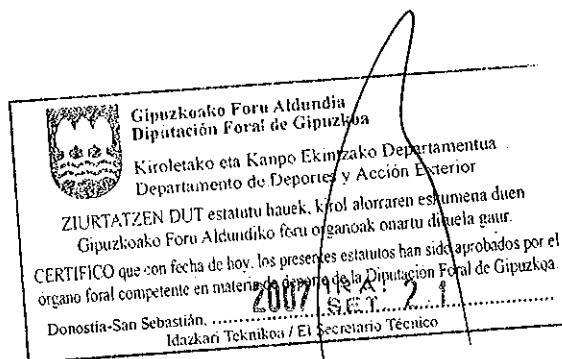 Gipuzkoako Foru Aldundia
Diputación Foral de Gipuzkoa
Kiroletako eta Kanpo Ekintzako Departamentua
Departamento de Deportes y Acción Exterior
ZIURTATZEN DUT estatutu hauek, kirol alorraren eskumena duen
Gipuzkoako Foru Aldundiko foru organoak onartu dituela gaur.
CERTIFICO que con fecha de hoy, los presentes estatutos han sido aprobados por el
órgano foral competente en materia de deporte de la Diputación Foral de Gipuzkoa.
Donostia-San Sebastián, 2007 IRA. SET. 21
Idazkari Teknikoa / El Secretario Técnico